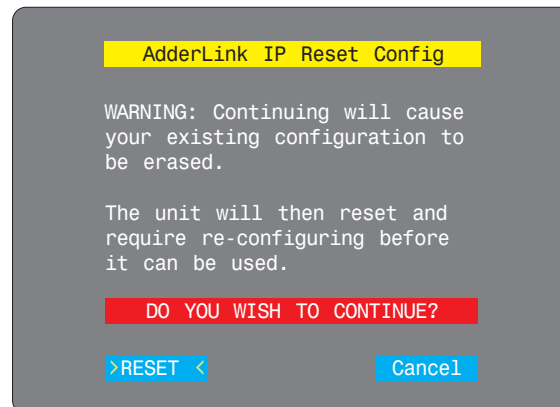 AdderLink IP Reset Config
WARNING: Continuing will cause
your existing configuration to
be erased.
The unit will then reset and
require re-configuring before
it can be used.
DO YOU WISH TO CONTINUE?
>RESET < Cancel